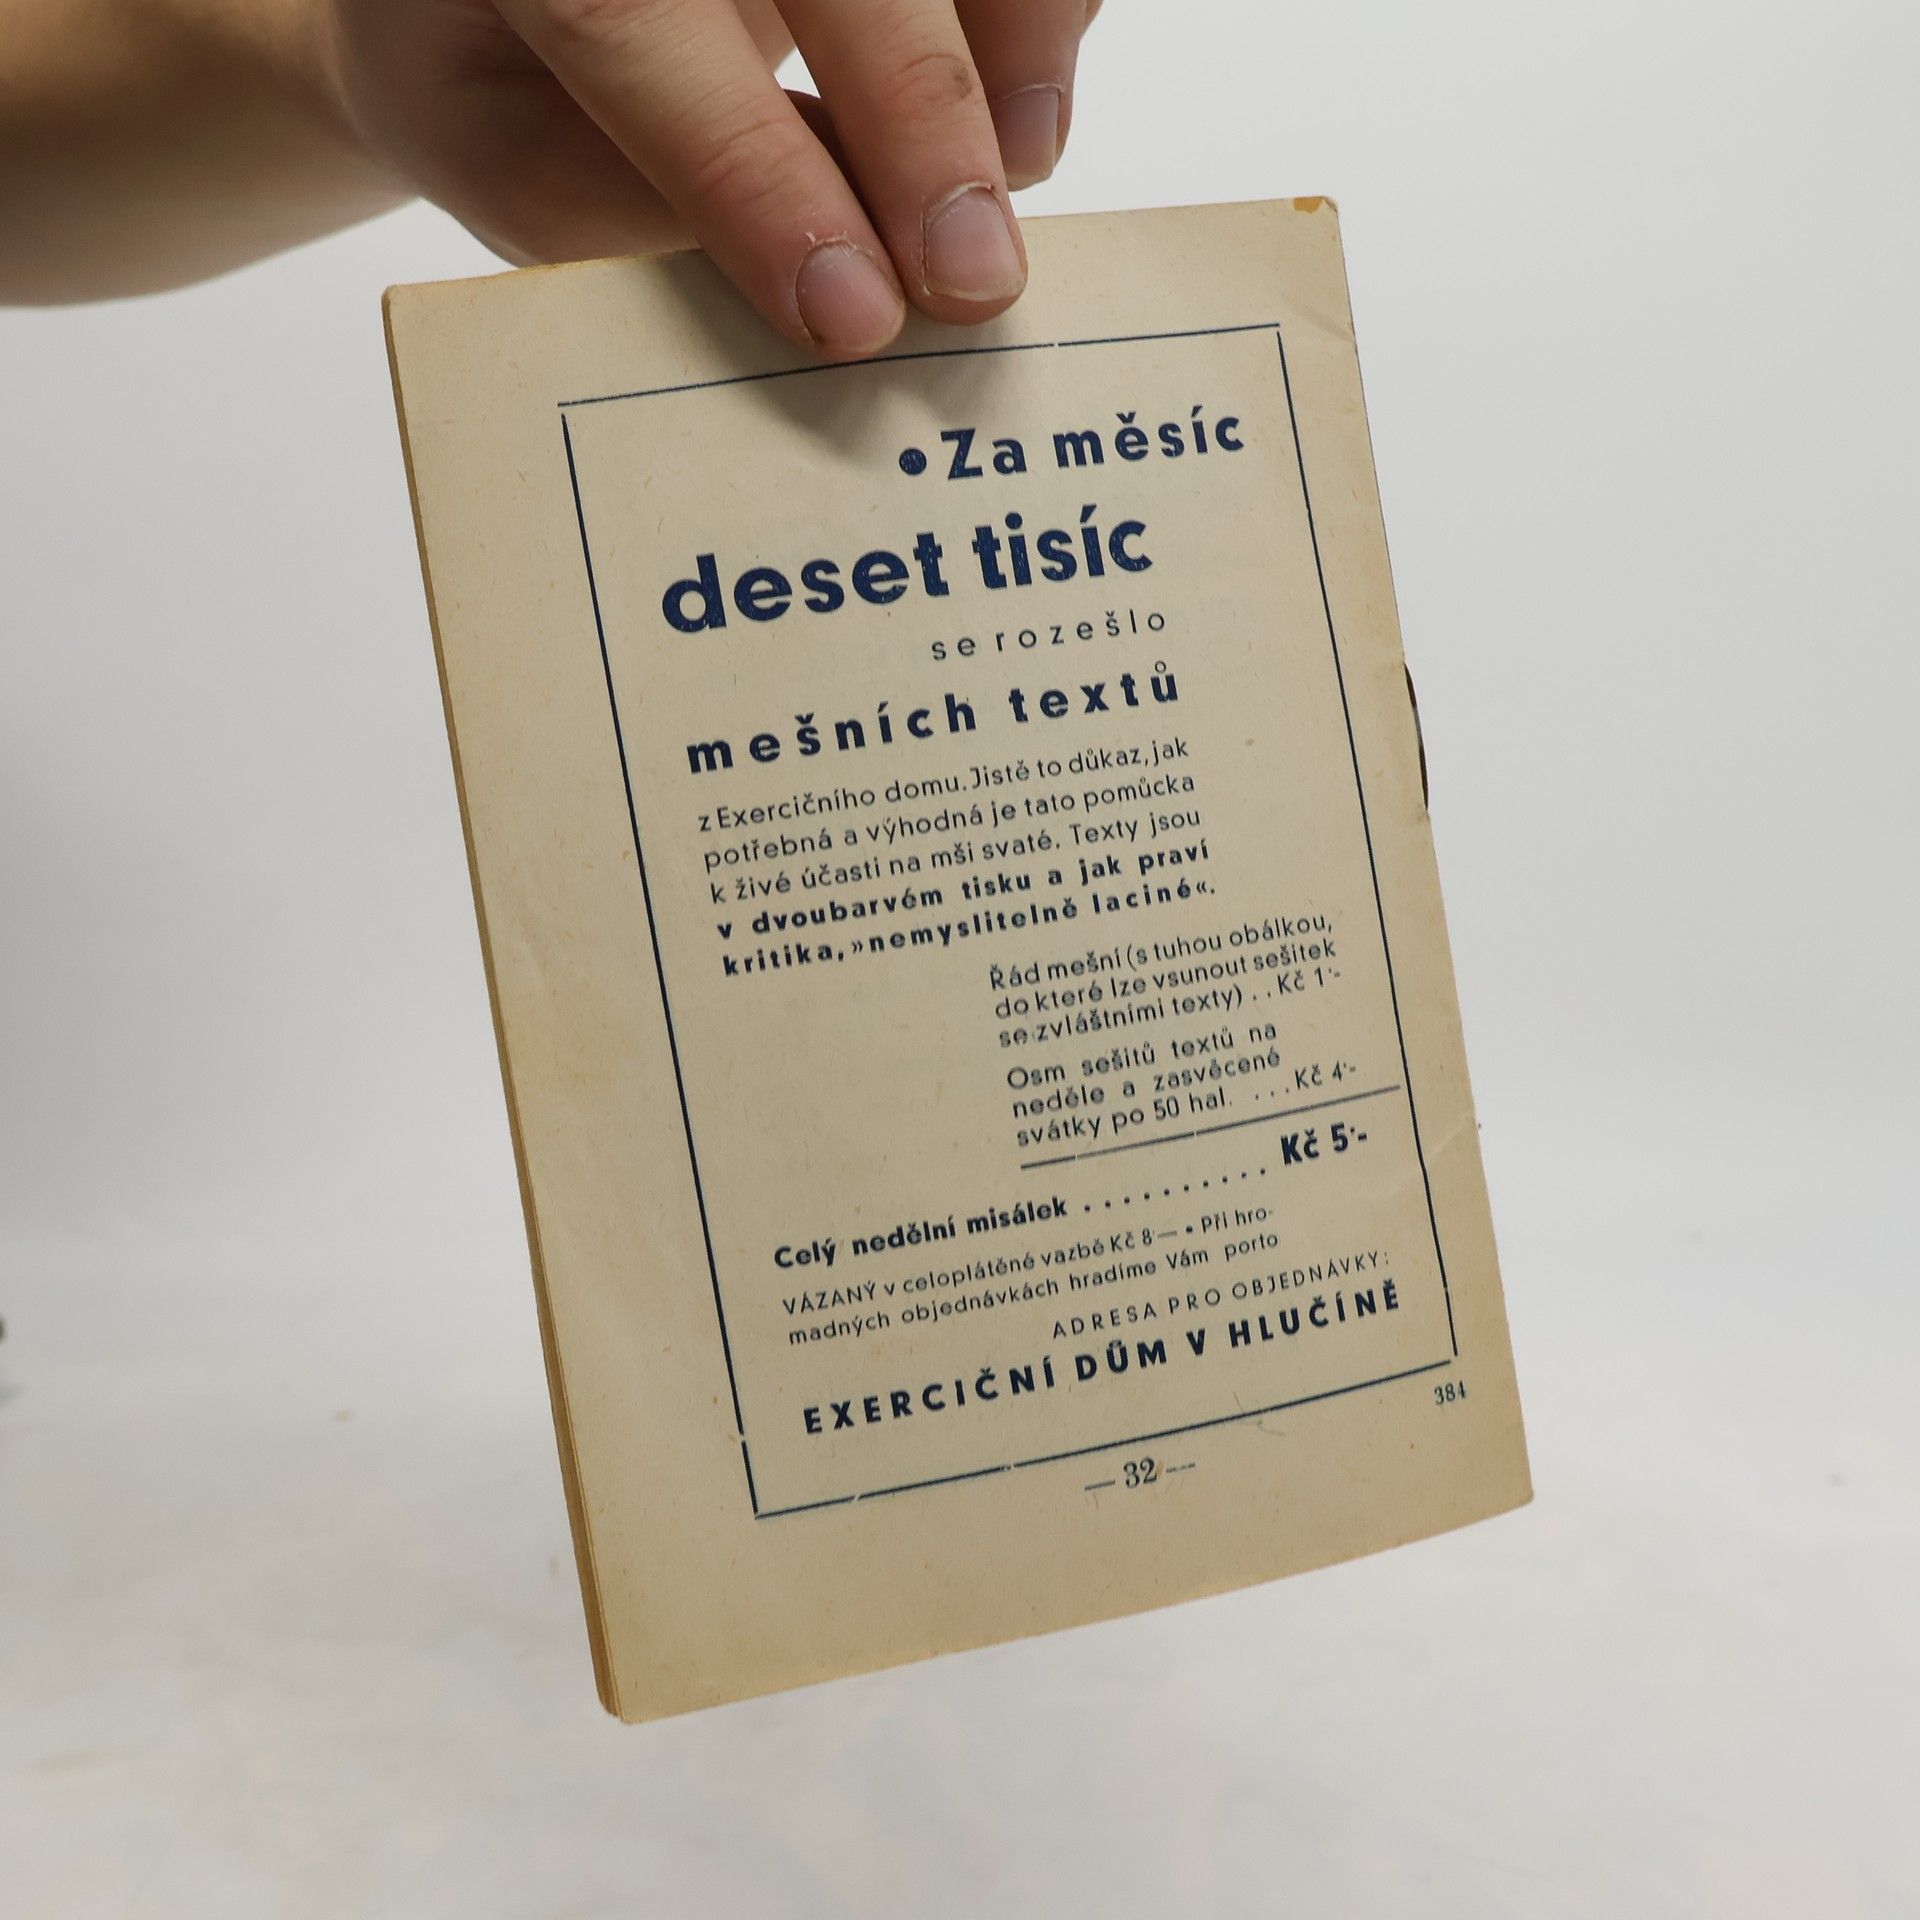 • Za měsíc
deset tisíc
se rozešlo
mešních textů
z Exercičního domu. Jistě to důkaz, jak
potřebná a výhodná je tato pomůcka
k živé účasti na mši svaté. Texty jsou
v dvoubarvém tisku a jak praví
kritika, »nemyslitelně laciné«.
Řád mešní (s tuhou obálkou,
do které lze vsunout sešitek
se zvláštními texty) . . Kč 1·-
Osm sešitů textů na
neděle a zasvěcené
svátky po 50 hal. . . . Kč 4·-
Kč 5·-
Celý nedělní misálek . . . . . . . . . .
VÁZANÝ v celoplátěné vazbě Kč 8·— • Při hro-
madných objednávkách hradíme Vám porto
ADRESA PRO OBJEDNÁVKY:
EXERCIČNÍ DŮM V HLUČÍNĚ
384
— 32 —